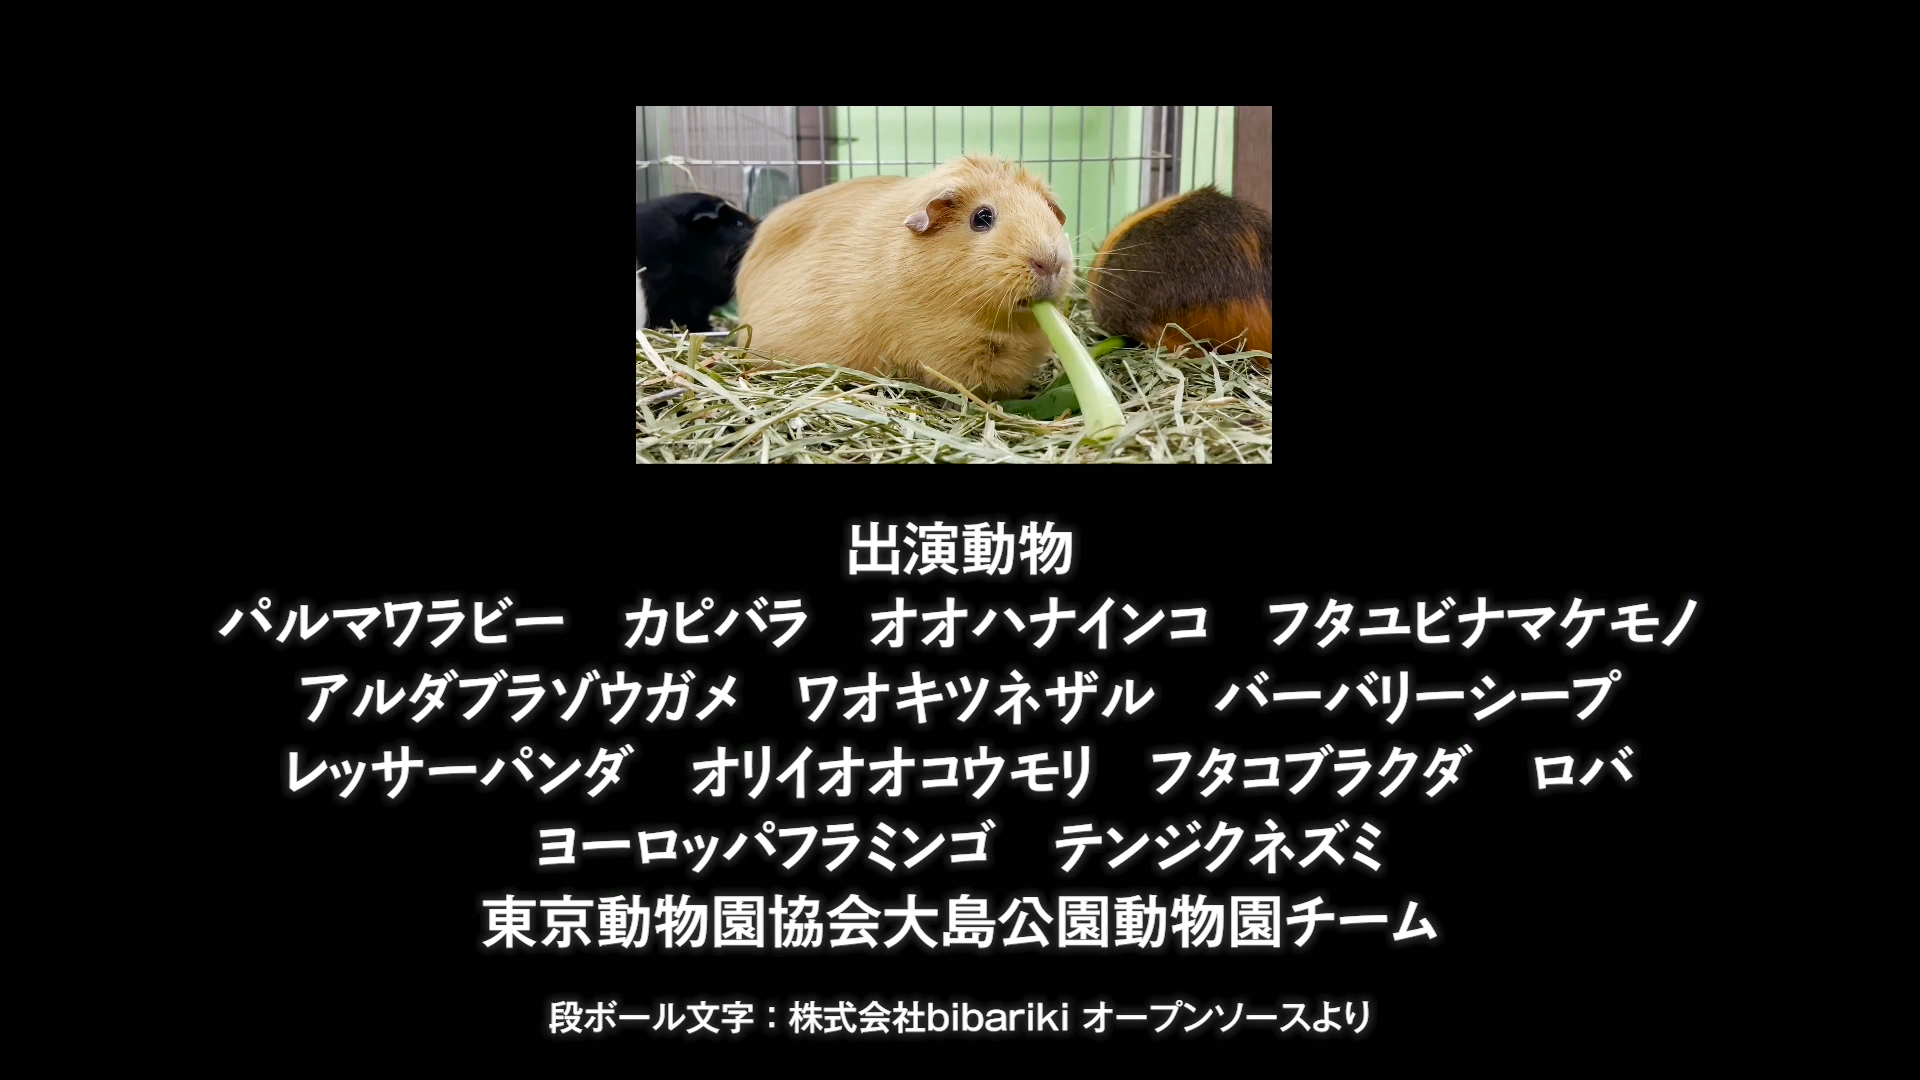 出演動物
パルマワラビー　カピバラ　オオハナインコ　フタユビナマケモノ
アルダブラゾウガメ　ワオキツネザル　バーバリーシープ
レッサーパンダ　オリイオオコウモリ　フタコブラクダ　ロバ
ヨーロッパフラミンゴ　テンジクネズミ
東京動物園協会大島公園動物園チーム
段ボール文字：株式会社bibariki オープンソースより